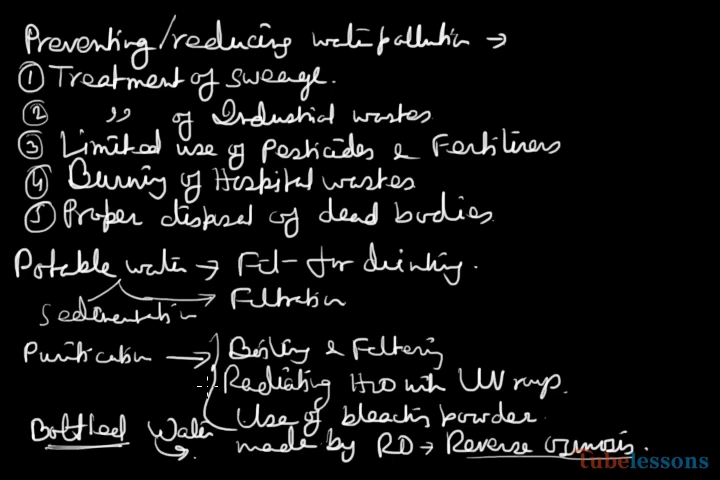 Preventing/reducing water pollution →
① Treatment of sweage.
② ,, of Industrial wastes
③ Limited use of Pesticides & Fertilizers
④ Burning of Hospital wastes
⑤ Proper disposal of dead bodies
Potable water → Fit for drinking.
Sedimentation Filtration
Purification → Boiling & Filtering
Radiating H2O with UV rays.
Use of bleachin powder.
Bottled Water made by RO → Reverse osmosis.
tubelessons